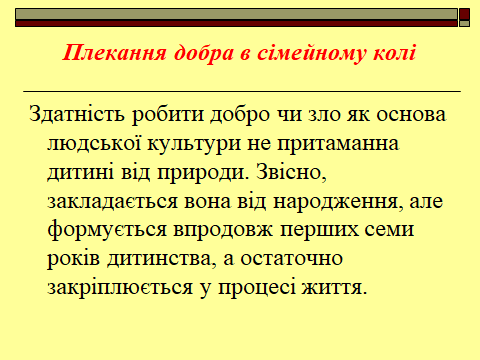 Плекання добра в сімейному колі
Здатність робити добро чи зло як основа
людської культури не притаманна
дитині від природи. Звісно,
закладається вона від народження, але
формується впродовж перших семи
років дитинства, а остаточно
закріплюється у процесі життя.